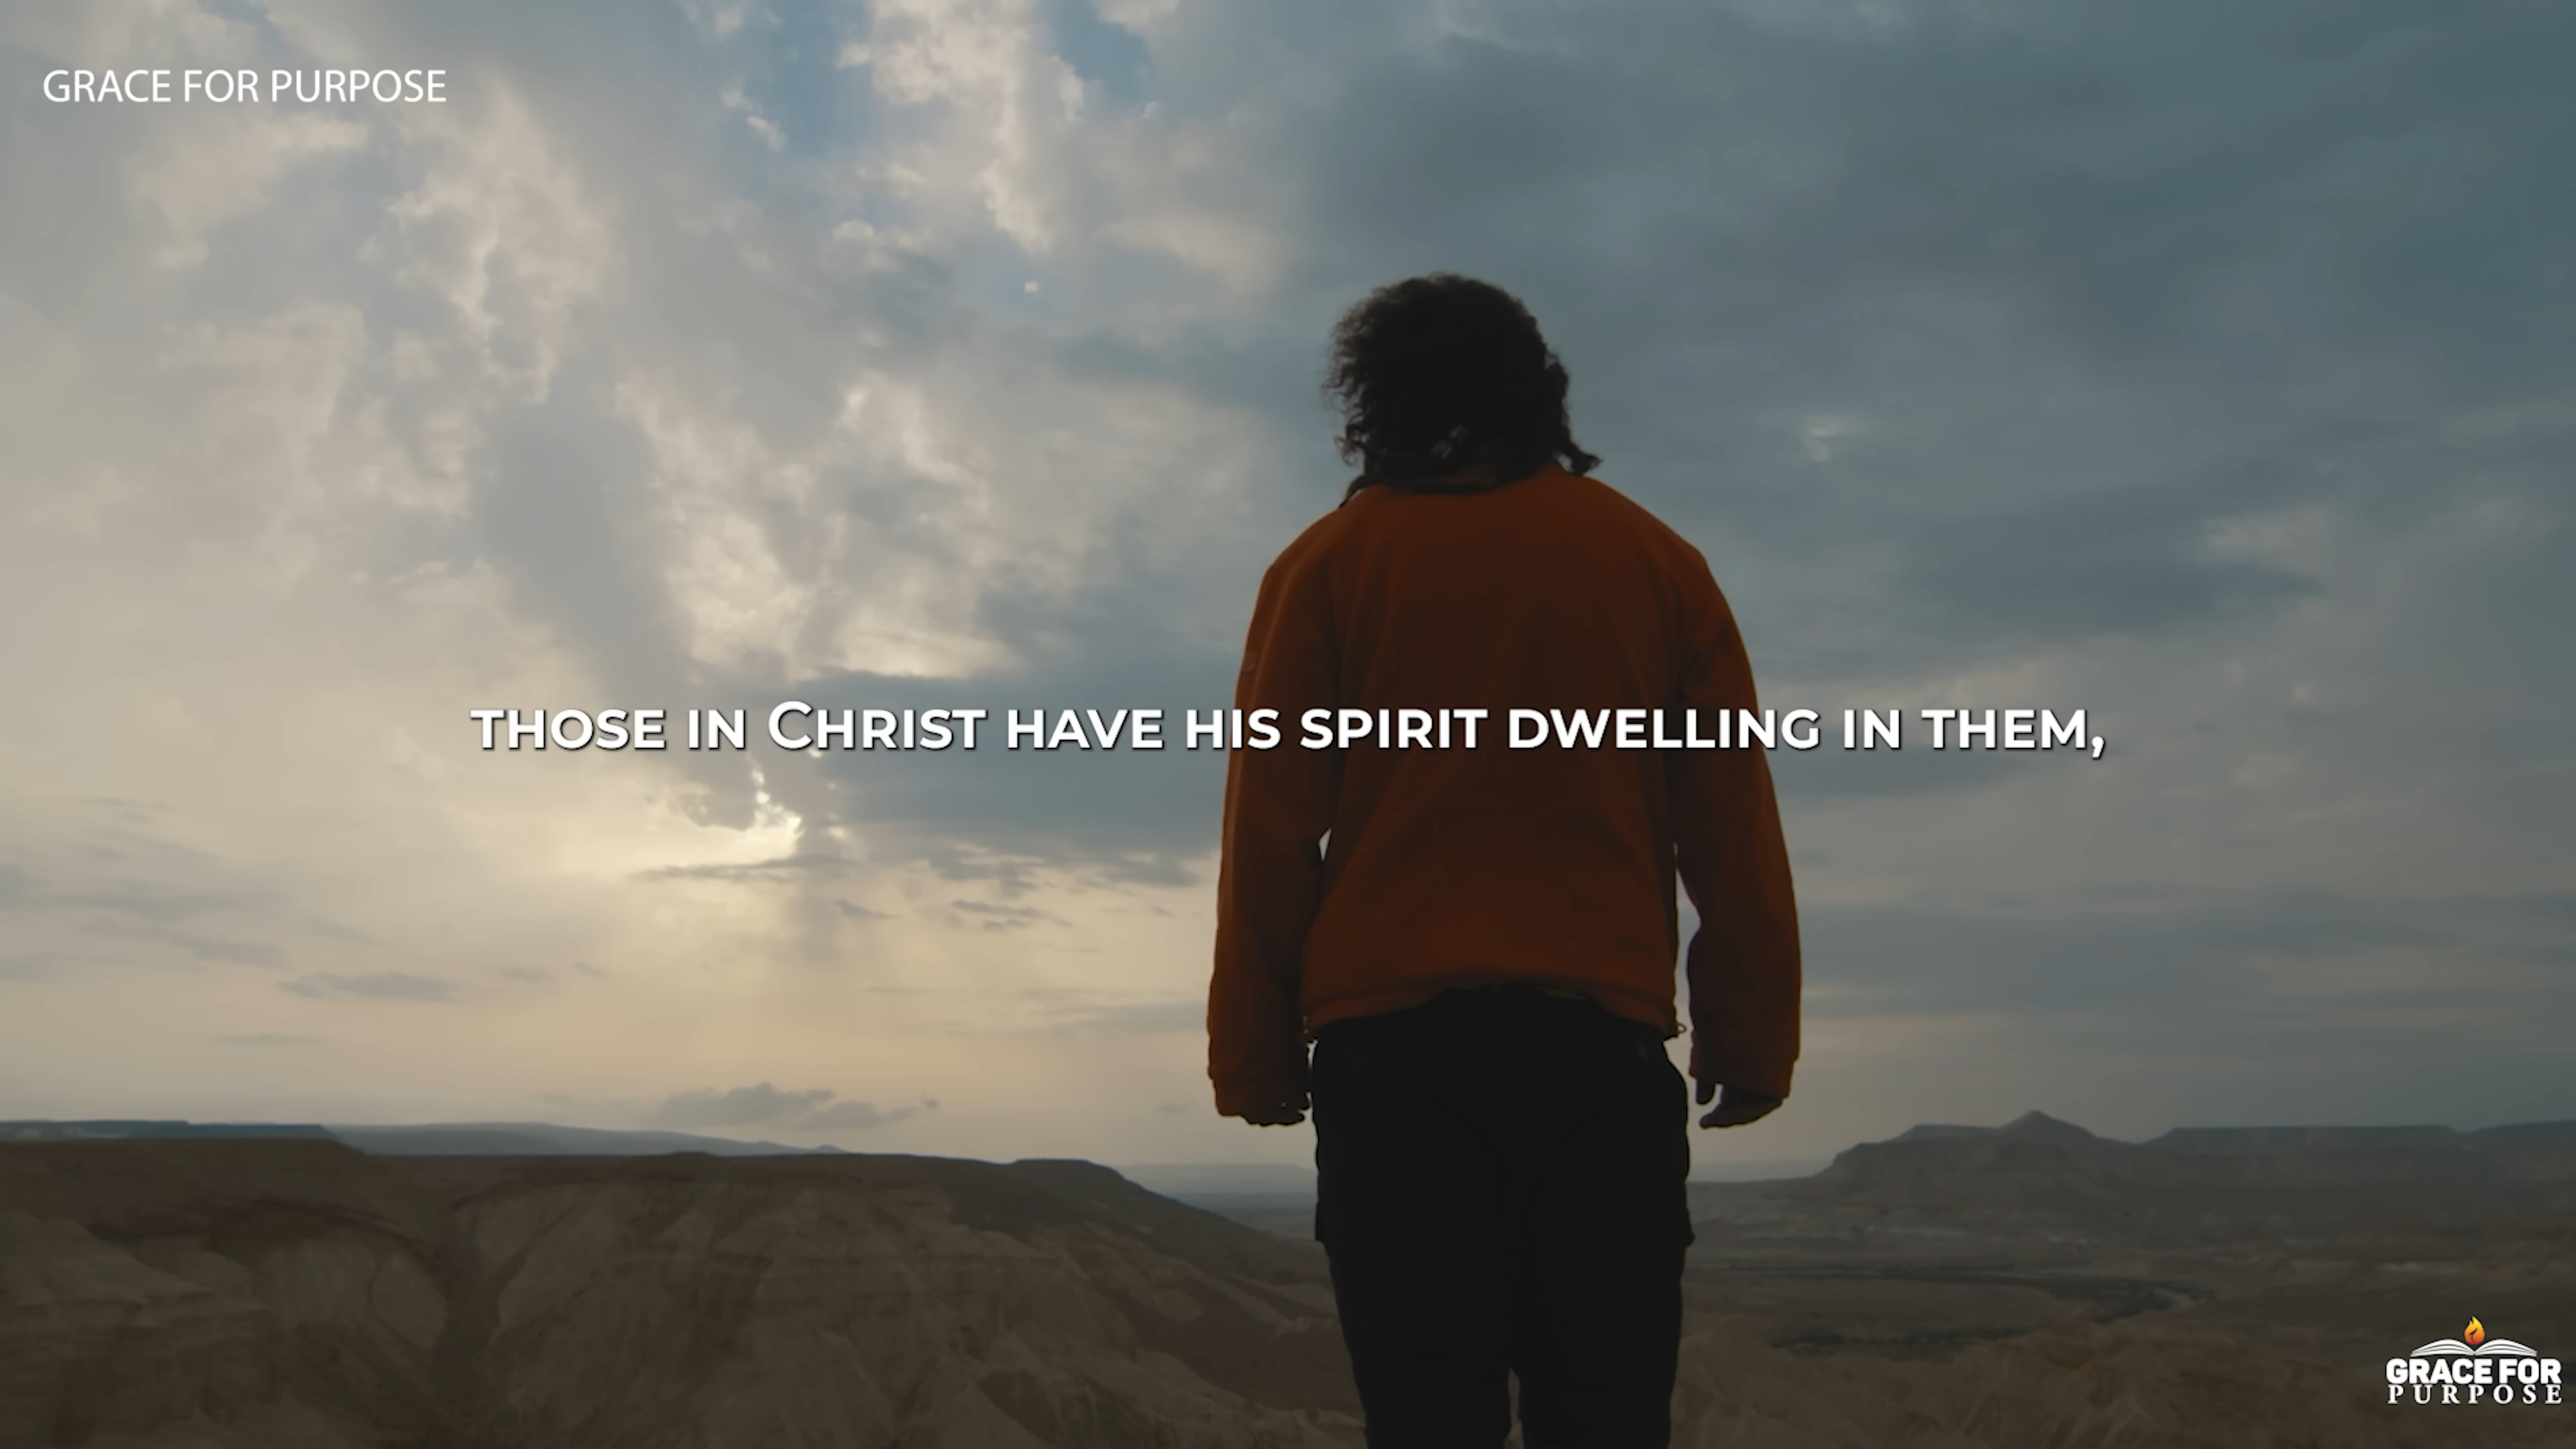 GRACE FOR PURPOSE
THOSE IN CHRIST HAVE HIS SPIRIT DWELLING IN THEM,
GRACE FOR
PURPOSE